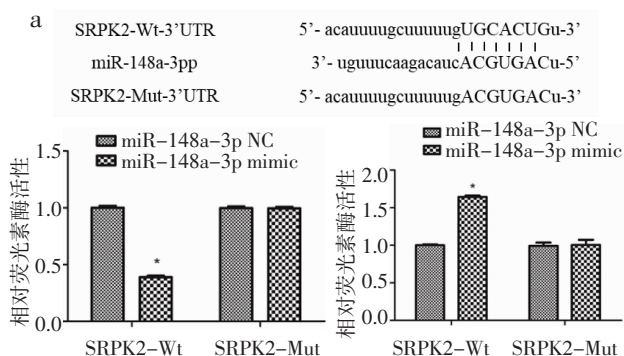 a
SRPK2-Wt-3’UTR 5’- acauuuugcuuuuugUGCACUGu-3’
miR-148a-3pp 3’- uguuucaagacaucACGUGACu-5’
SRPK2-Mut-3’UTR 5’- acauuuugcuuuuugACGUGACu-3’
miR-148a-3p NC
miR-148a-3p mimic
相对荧光素酶活性
1.5
1.0
0.5
0.0
*
SRPK2-Wt SRPK2-Mut
miR-148a-3p NC
miR-148a-3p mimic
相对荧光素酶活性
2.0
1.5
1.0
0.5
0.0
*
SRPK2-Wt SRPK2-Mut